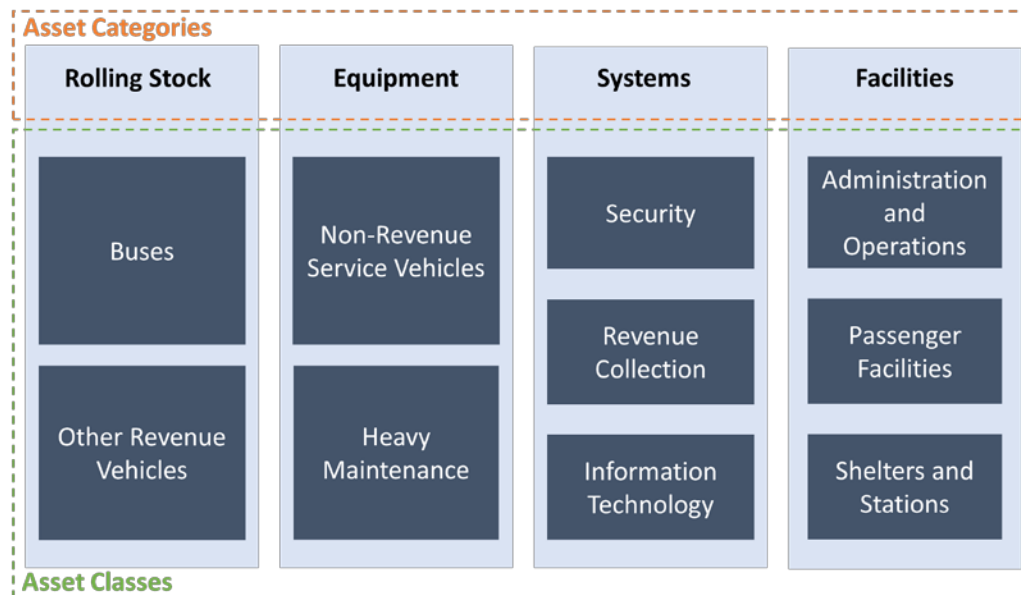 Asset Categories
Rolling Stock
Equipment
Systems
Facilities
Buses
Other Revenue
Vehicles
Non-Revenue
Service Vehicles
Heavy
Maintenance
Security
Revenue
Collection
Information
Technology
Administration
and
Operations
Passenger
Facilities
Shelters and
Stations
Asset Classes